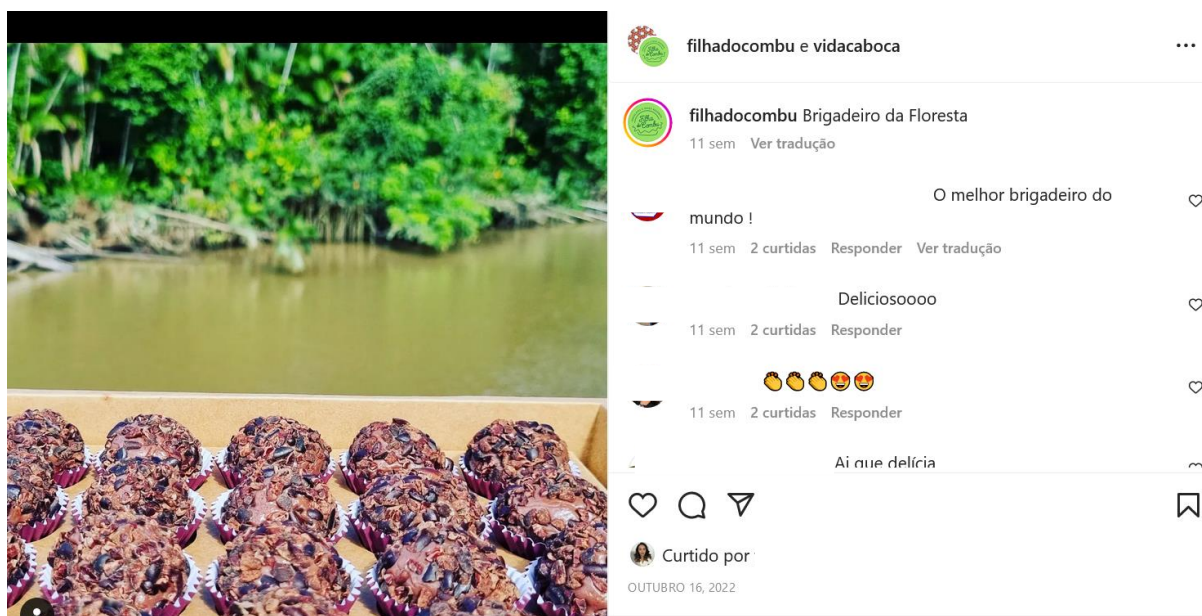 filhadocombu e vidacaboca
filhadocombu Brigadeiro da Floresta
11 sem Ver tradução
O melhor brigadeiro do
mundo !
11 sem 2 curtidas Responder Ver tradução
Deliciosoooo
11 sem 2 curtidas Responder
11 sem 2 curtidas Responder
Ai que delícia
Curtido por
OUTUBRO 16, 2022